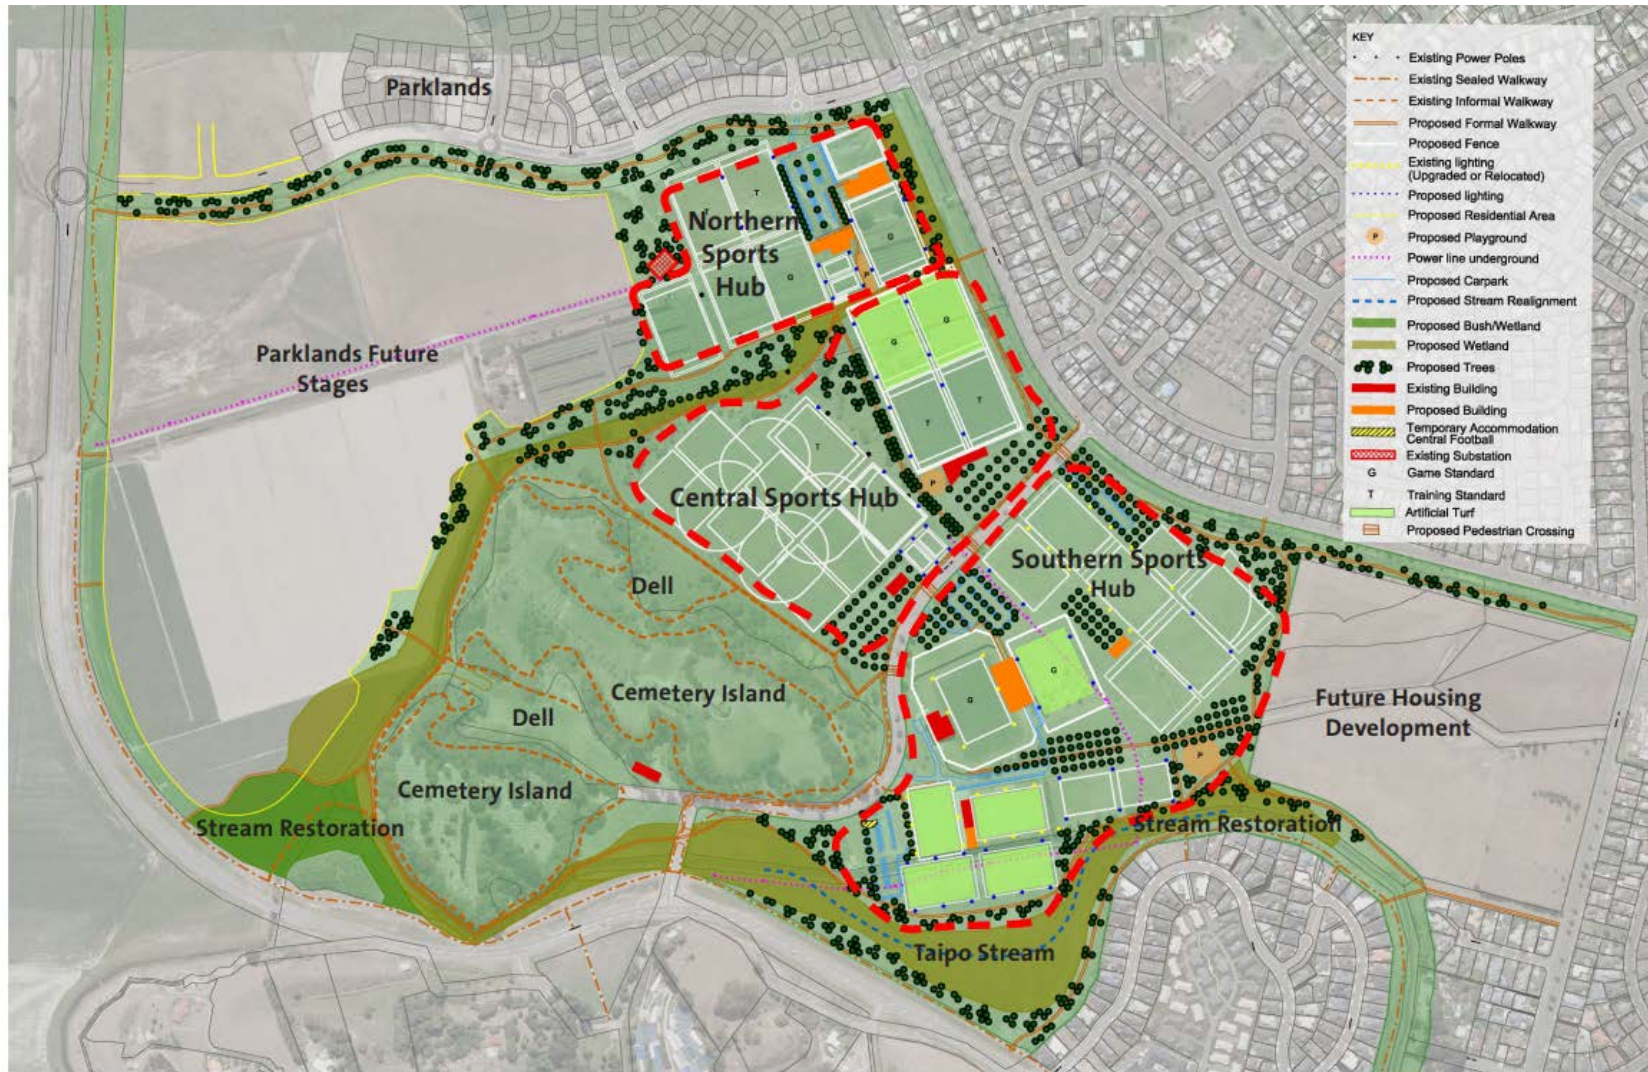 Parklands
Northern
Sports
Hub
Parklands Future
Stages
Central Sports Hub
Southern Sports
Hub
Dell
Cemetery Island
Dell
Cemetery Island
Future Housing
Development
Stream Restoration
Stream Restoration
Taipo Stream
T
G
G
P
G
G
T
T
T
P
G
G
P
KEY
Existing Power Poles
Existing Sealed Walkway
Existing Informal Walkway
Proposed Formal Walkway
Proposed Fence
Existing lighting
(Upgraded or Relocated)
Proposed lighting
Proposed Residential Area
P Proposed Playground
Power line underground
Proposed Carpark
Proposed Stream Realignment
Proposed Bush/Wetland
Proposed Wetland
Proposed Trees
Existing Building
Proposed Building
Temporary Accommodation
Central Football
Existing Substation
G Game Standard
T Training Standard
Artificial Turf
Proposed Pedestrian Crossing